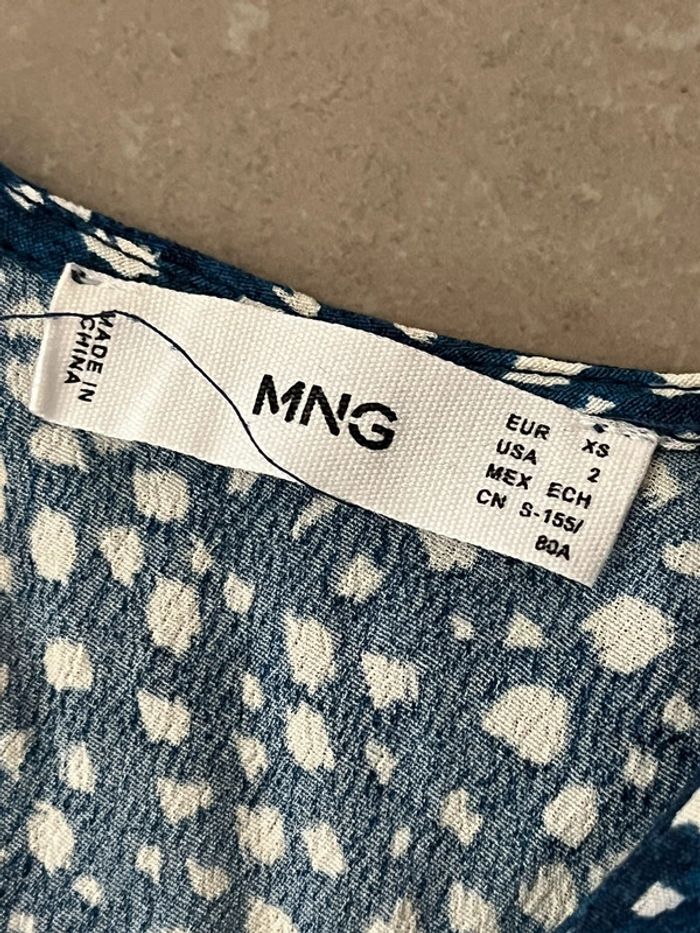 MADE IN
CHINA
MNG
EUR XS
USA 2
MEX ECH
CN S-155/
80A